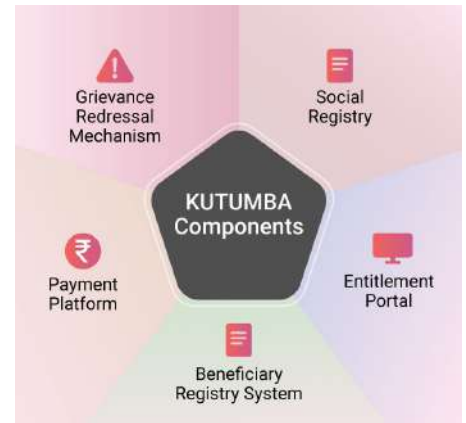 Grievance
Redressal
Mechanism
Social
Registry
KUTUMBA
Components
₹
Payment
Platform
Entitlement
Portal
Beneficiary
Registry System